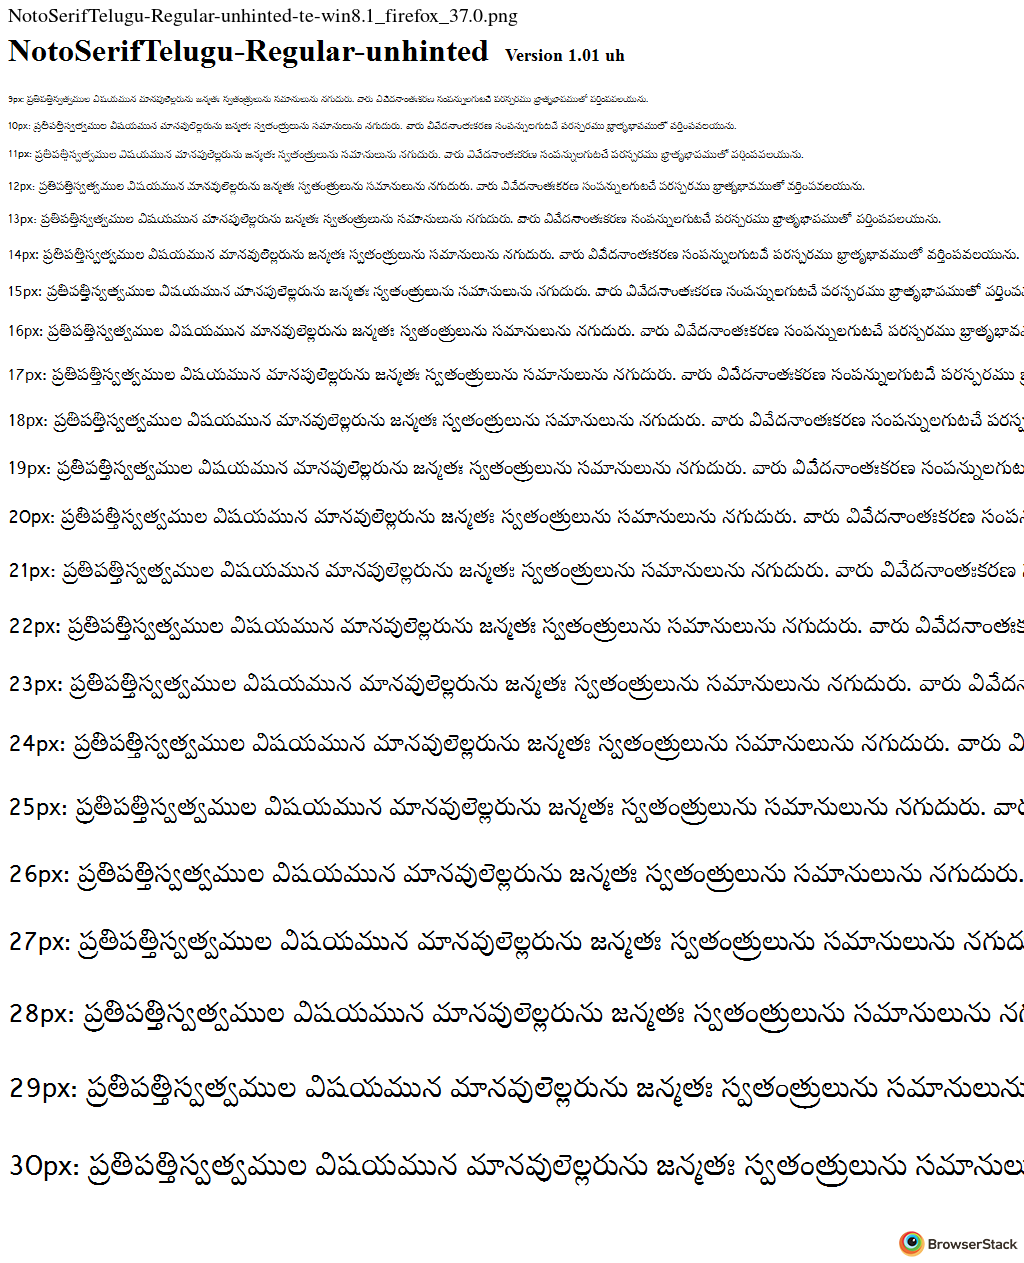 NotoSerifTelugu-Regular-unhinted-te-win8.1_firefox_37.0.png
NotoSerifTelugu-Regular-unhinted Version 1.01 uh
9px: ప్రతిపత్తిస్వత్వముల విషయమున మానవులెల్లరును జన్మతః స్వతంత్రులును సమానులును నగుదురు. వారు వివేదనాంతఃకరణ సంపన్నులగుటచే పరస్పరము భ్రాతృభావముతో వర్తింపవలయును.
10px: ప్రతిపత్తిస్వత్వముల విషయమున మానవులెల్లరును జన్మతః స్వతంత్రులును సమానులును నగుదురు. వారు వివేదనాంతఃకరణ సంపన్నులగుటచే పరస్పరము భ్రాతృభావముతో వర్తింపవలయును.
11px: ప్రతిపత్తిస్వత్వముల విషయమున మానవులెల్లరును జన్మతః స్వతంత్రులును సమానులును నగుదురు. వారు వివేదనాంతఃకరణ సంపన్నులగుటచే పరస్పరము భ్రాతృభావముతో వర్తింపవలయును.
12px: ప్రతిపత్తిస్వత్వముల విషయమున మానవులెల్లరును జన్మతః స్వతంత్రులును సమానులును నగుదురు. వారు వివేదనాంతఃకరణ సంపన్నులగుటచే పరస్పరము భ్రాతృభావముతో వర్తింపవలయును.
13px: ప్రతిపత్తిస్వత్వముల విషయమున మానవులెల్లరును జన్మతః స్వతంత్రులును సమానులును నగుదురు. వారు వివేదనాంతఃకరణ సంపన్నులగుటచే పరస్పరము భ్రాతృభావముతో వర్తింపవలయును.
14px: ప్రతిపత్తిస్వత్వముల విషయమున మానవులెల్లరును జన్మతః స్వతంత్రులును సమానులును నగుదురు. వారు వివేదనాంతఃకరణ సంపన్నులగుటచే పరస్పరము భ్రాతృభావముతో వర్తింపవలయును.
15px: ప్రతిపత్తిస్వత్వముల విషయమున మానవులెల్లరును జన్మతః స్వతంత్రులును సమానులును నగుదురు. వారు వివేదనాంతఃకరణ సంపన్నులగుటచే పరస్పరము భ్రాతృభావముతో వర్తింపవ
16px: ప్రతిపత్తిస్వత్వముల విషయమున మానవులెల్లరును జన్మతః స్వతంత్రులును సమానులును నగుదురు. వారు వివేదనాంతఃకరణ సంపన్నులగుటచే పరస్పరము భ్రాతృభావ
17px: ప్రతిపత్తిస్వత్వముల విషయమున మానవులెల్లరును జన్మతః స్వతంత్రులును సమానులును నగుదురు. వారు వివేదనాంతఃకరణ సంపన్నులగుటచే పరస్పరము
18px: ప్రతిపత్తిస్వత్వముల విషయమున మానవులెల్లరును జన్మతః స్వతంత్రులును సమానులును నగుదురు. వారు వివేదనాంతఃకరణ సంపన్నులగుటచే పరస్ప
19px: ప్రతిపత్తిస్వత్వముల విషయమున మానవులెల్లరును జన్మతః స్వతంత్రులును సమానులును నగుదురు. వారు వివేదనాంతఃకరణ సంపన్నులగుట
20px: ప్రతిపత్తిస్వత్వముల విషయమున మానవులెల్లరును జన్మతః స్వతంత్రులును సమానులును నగుదురు. వారు వివేదనాంతఃకరణ సంపన
21px: ప్రతిపత్తిస్వత్వముల విషయమున మానవులెల్లరును జన్మతః స్వతంత్రులును సమానులును నగుదురు. వారు వివేదనాంతఃకరణ
22px: ప్రతిపత్తిస్వత్వముల విషయమున మానవులెల్లరును జన్మతః స్వతంత్రులును సమానులును నగుదురు. వారు వివేదనాంతఃక
23px: ప్రతిపత్తిస్వత్వముల విషయమున మానవులెల్లరును జన్మతః స్వతంత్రులును సమానులును నగుదురు. వారు వివేదన
24px: ప్రతిపత్తిస్వత్వముల విషయమున మానవులెల్లరును జన్మతః స్వతంత్రులును సమానులును నగుదురు. వారు వి
25px: ప్రతిపత్తిస్వత్వముల విషయమున మానవులెల్లరును జన్మతః స్వతంత్రులును సమానులును నగుదురు. వార
26px: ప్రతిపత్తిస్వత్వముల విషయమున మానవులెల్లరును జన్మతః స్వతంత్రులును సమానులును నగుదురు.
27px: ప్రతిపత్తిస్వత్వముల విషయమున మానవులెల్లరును జన్మతః స్వతంత్రులును సమానులును నగుదు
28px: ప్రతిపత్తిస్వత్వముల విషయమున మానవులెల్లరును జన్మతః స్వతంత్రులును సమానులును నగ
29px: ప్రతిపత్తిస్వత్వముల విషయమున మానవులెల్లరును జన్మతః స్వతంత్రులును సమానులును
30px: ప్రతిపత్తిస్వత్వముల విషయమున మానవులెల్లరును జన్మతః స్వతంత్రులును సమానులు
BrowserStack